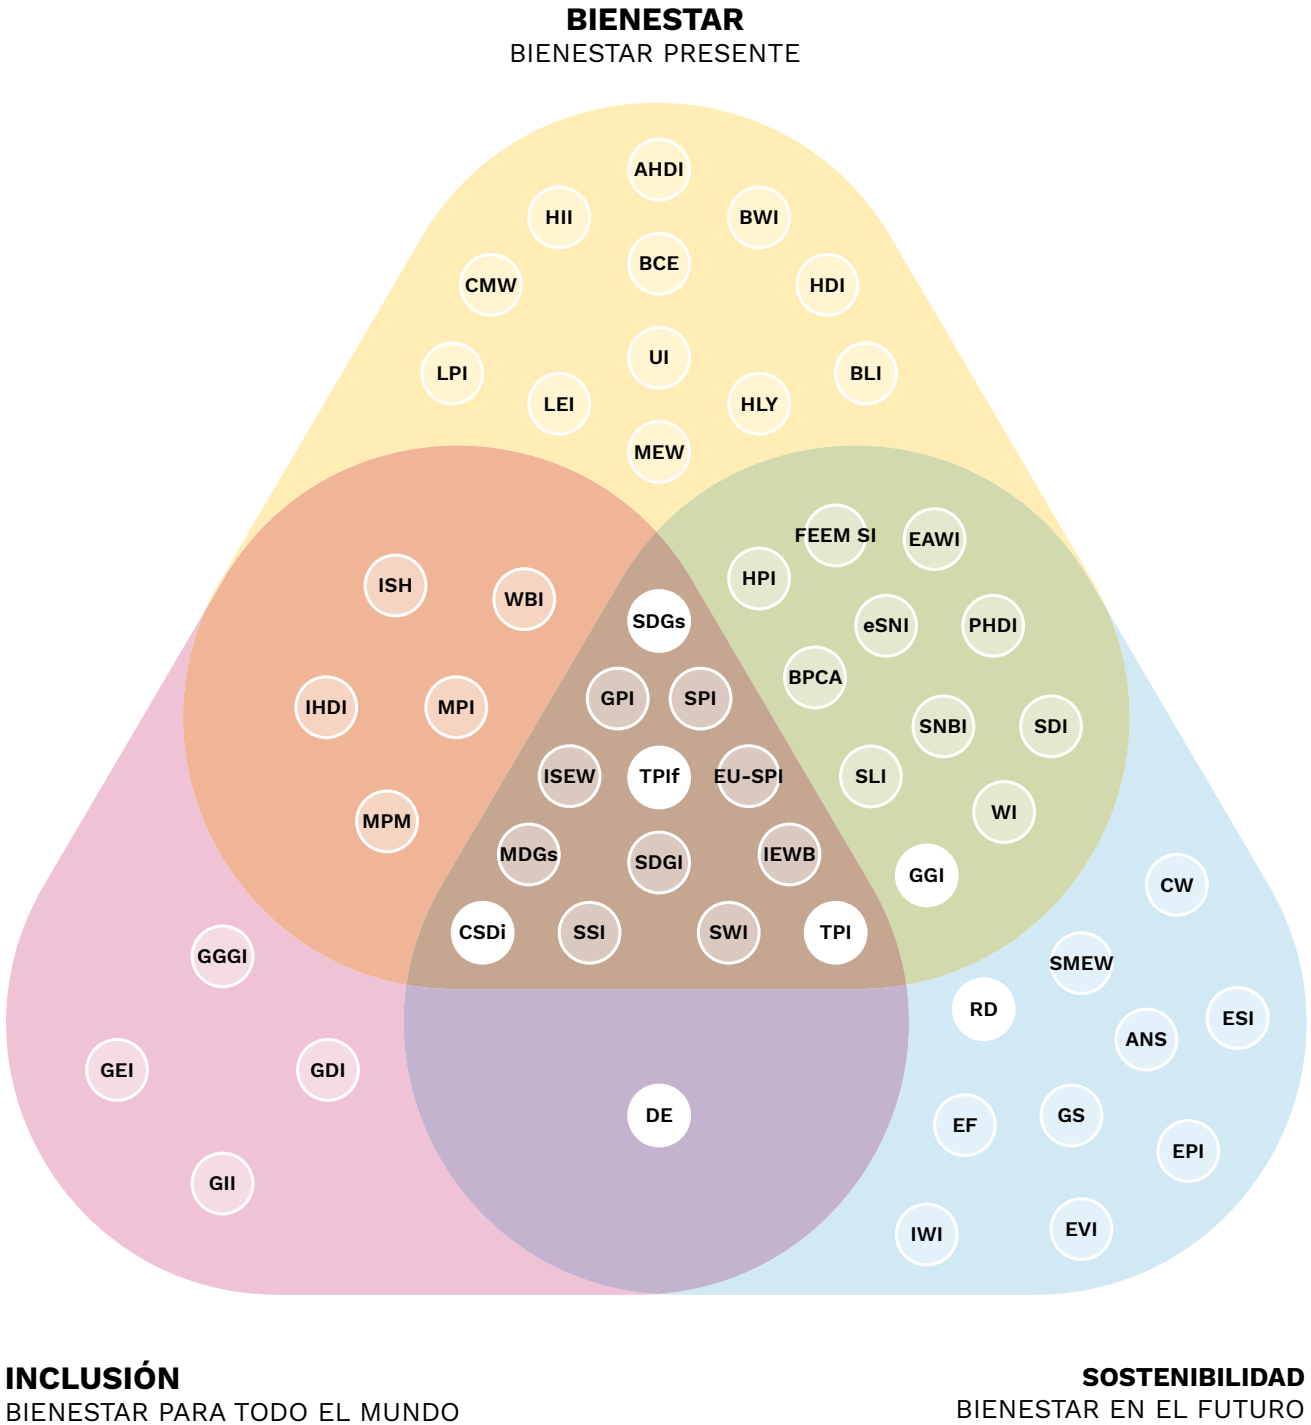 BIENESTAR
BIENESTAR PRESENTE
AHDI
HII
BWI
BCE
CMW
HDI
UI
LPI
BLI
LEI
HLY
MEW
FEEM SI
EAWI
HPI
ISH
WBI
SDGs
eSNI
PHDI
BPCA
GPI
SPI
IHDI
MPI
SNBI
SDI
ISEW
TPIf
EU-SPI
SLI
WI
MPM
MDGs
SDGI
IEWB
GGI
CW
CSDi
SSI
SWI
TPI
GGGI
SMEW
RD
ESI
ANS
GEI
GDI
DE
EF
GS
EPI
GII
IWI
EVI
INCLUSIÓN
BIENESTAR PARA TODO EL MUNDO
SOSTENIBILIDAD
BIENESTAR EN EL FUTURO